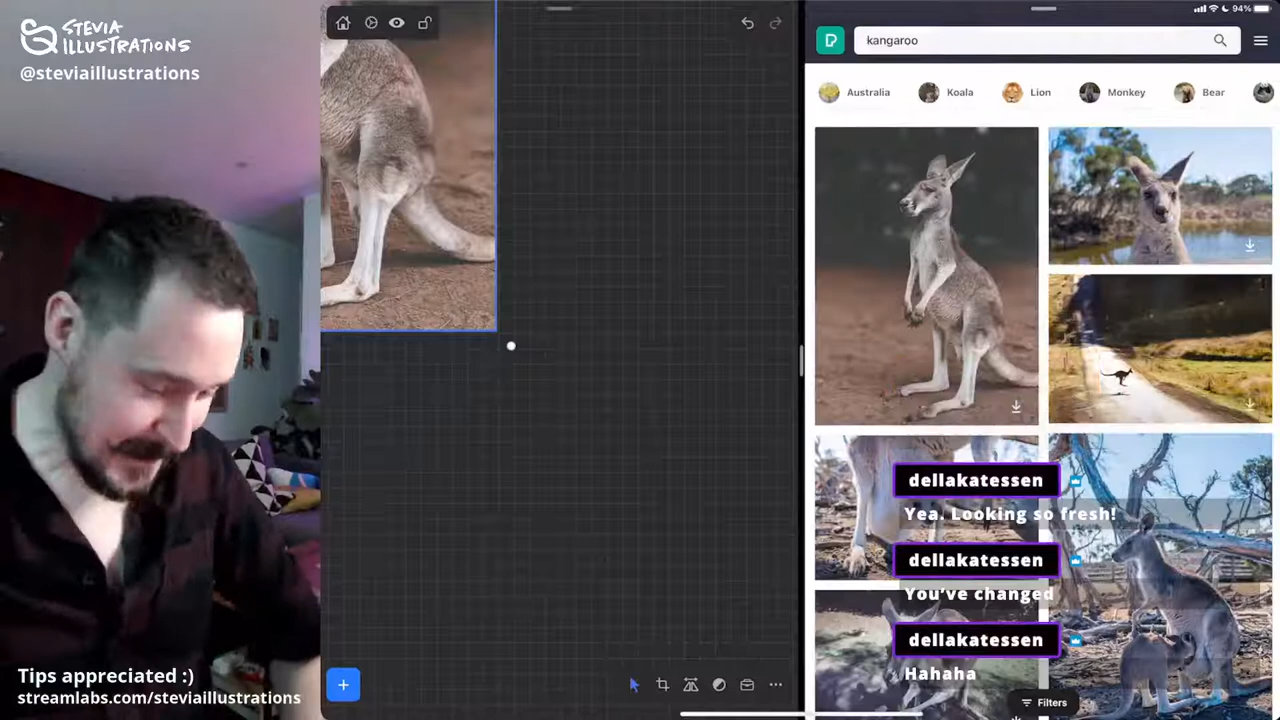 STEVIA
ILLUSTRATIONS
@steviaillustrations
94%
kangaroo
Australia
Koala
Lion
Monkey
Bear
dellakatessen
Yea. Looking so fresh!
dellakatessen
You've changed
dellakatessen
Hahaha
Filters
Tips appreciated :)
streamlabs.com/steviaillustrations